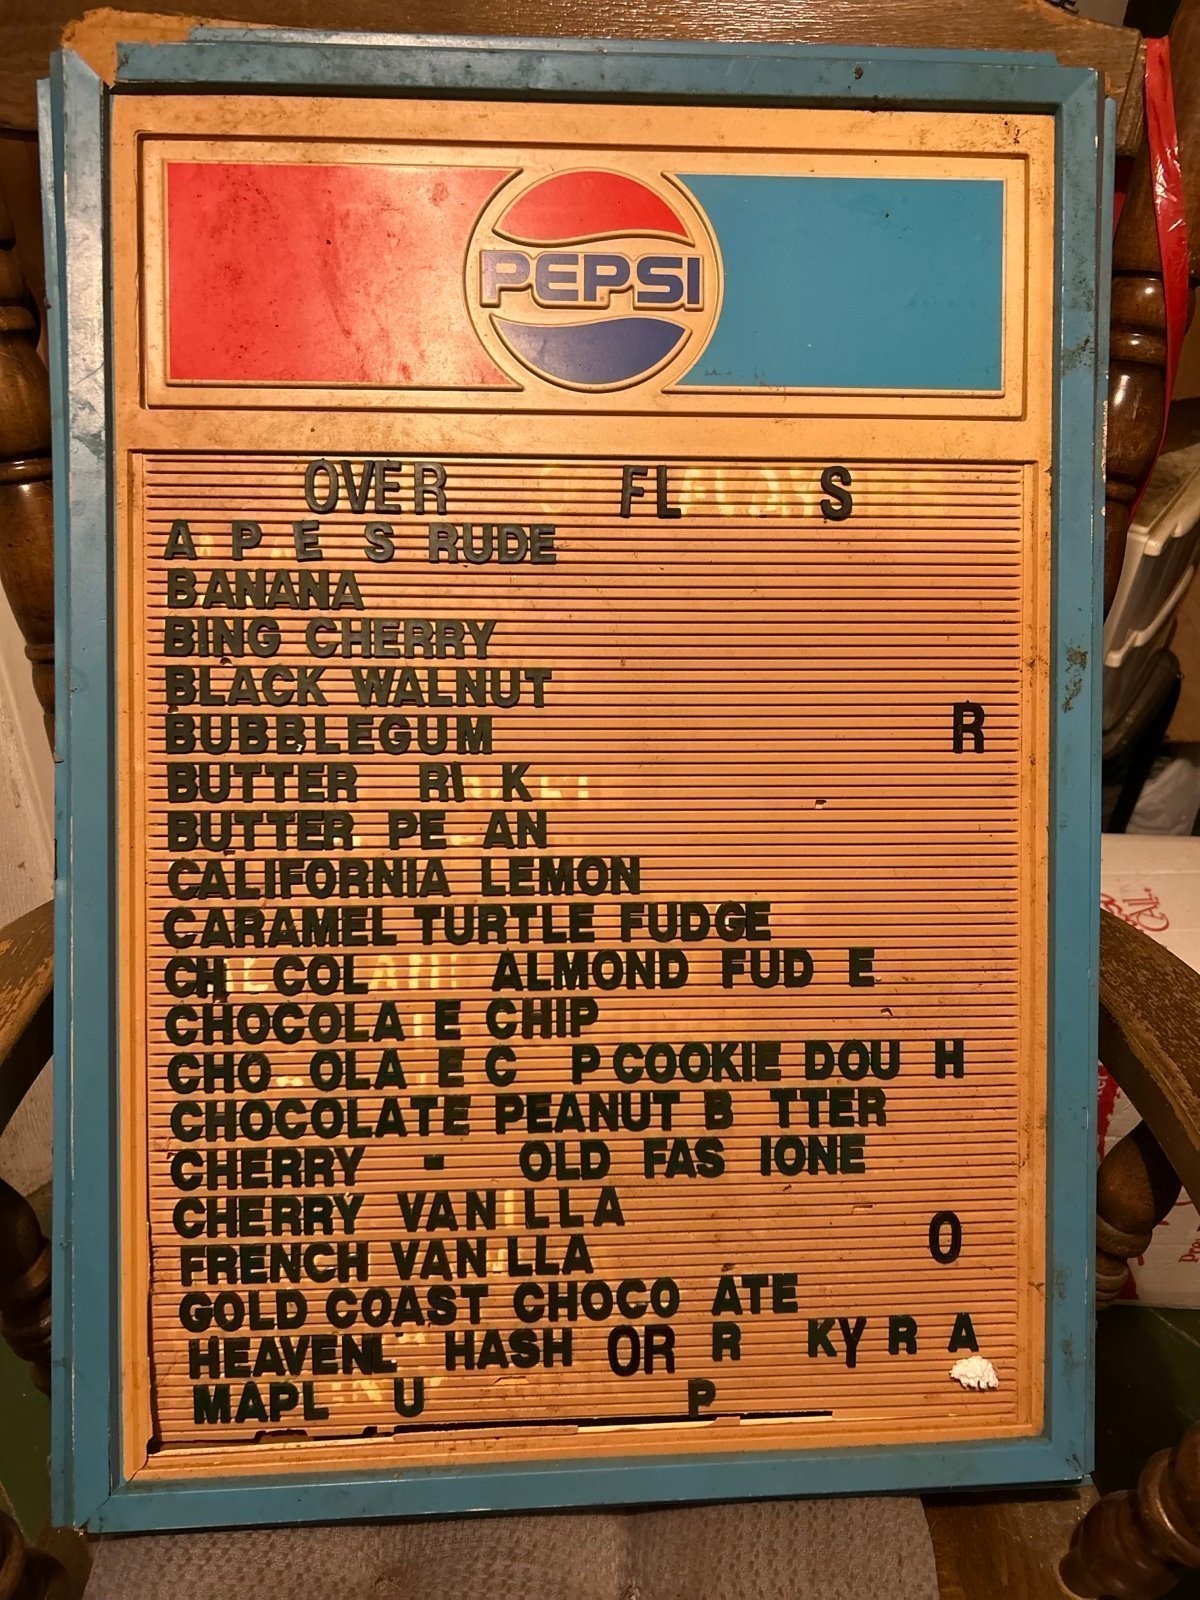 PEPSI
OVER FL S
A P E S RUDE
BANANA
BING CHERRY
BLACK WALNUT
BUBBLEGUM R
BUTTER RI K
BUTTER PE AN
CALIFORNIA LEMON
CARAMEL TURTLE FUDGE
CH COL ALMOND FUD E
CHOCOLA E CHIP
CHO OLA E C P COOKIE DOU H
CHOCOLATE PEANUT B TTER
CHERRY - OLD FAS IONE
CHERRY VAN LLA
FRENCH VAN LLA O
GOLD COAST CHOCO ATE
HEAVENL HASH OR R KY R A
MAPL U P